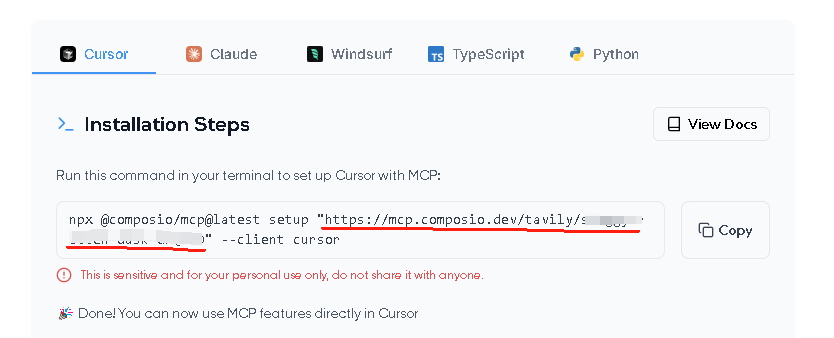 Cursor Claude Windsurf TypeScript Python
Installation Steps
View Docs
Run this command in your terminal to set up Cursor with MCP:
npx @composio/mcp@latest setup "https://mcp.composio.dev/tavily/
" --client cursor
Copy
This is sensitive and for your personal use only, do not share it with anyone.
Done! You can now use MCP features directly in Cursor